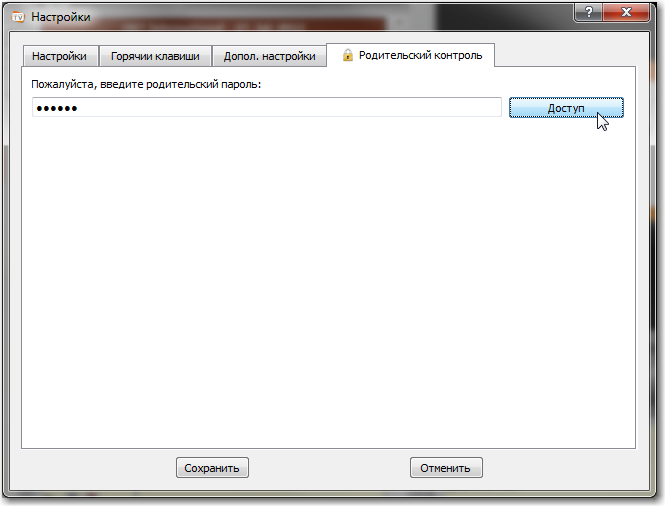 TV Настройки
Настройки Горячии клавиши Допол. настройки Родительский контроль
Пожалуйста, введите родительский пароль:
•••••• Доступ
Сохранить Отменить